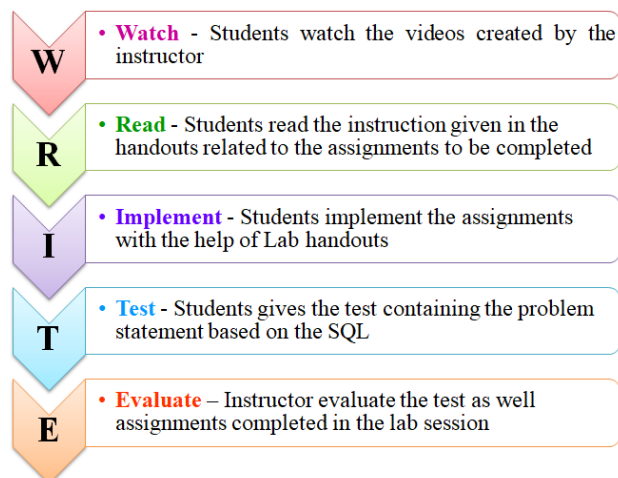 W
• Watch - Students watch the videos created by the
instructor
R
• Read - Students read the instruction given in the
handouts related to the assignments to be completed
I
• Implement - Students implement the assignments
with the help of Lab handouts
T
• Test - Students gives the test containing the problem
statement based on the SQL
E
• Evaluate – Instructor evaluate the test as well
assignments completed in the lab session